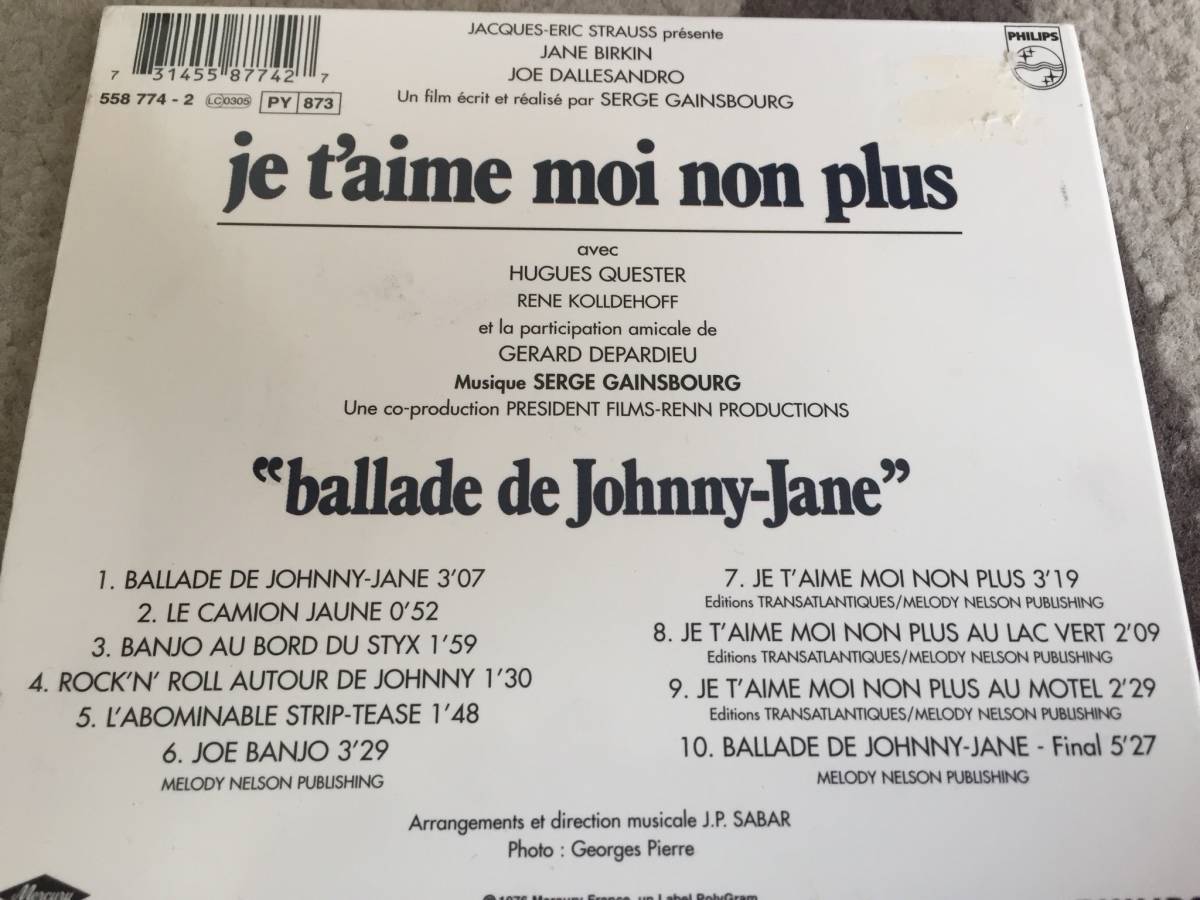 JACQUES-ERIC STRAUSS présente
JANE BIRKIN
JOE DALLESANDRO
Un film écrit et réalisé par SERGE GAINSBOURG
7 31455 87742 7
558 774 - 2 LC0305 PY 873
PHILIPS
je t'aime moi non plus
avec
HUGUES QUESTER
RENE KOLLDEHOFF
et la participation amicale de
GERARD DEPARDIEU
Musique SERGE GAINSBOURG
Une co-production PRESIDENT FILMS-RENN PRODUCTIONS
“ballade de Johnny-Jane”
1. BALLADE DE JOHNNY-JANE 3'07
2. LE CAMION JAUNE 0'52
3. BANJO AU BORD DU STYX 1'59
4. ROCK'N' ROLL AUTOUR DE JOHNNY 1'30
5. L'ABOMINABLE STRIP-TEASE 1'48
6. JOE BANJO 3'29
MELODY NELSON PUBLISHING
7. JE T'AIME MOI NON PLUS 3'19
Editions TRANSATLANTIQUES/MELODY NELSON PUBLISHING
8. JE T'AIME MOI NON PLUS AU LAC VERT 2'09
Editions TRANSATLANTIQUES/MELODY NELSON PUBLISHING
9. JE T'AIME MOI NON PLUS AU MOTEL 2'29
Editions TRANSATLANTIQUES/MELODY NELSON PUBLISHING
10. BALLADE DE JOHNNY-JANE - Final 5'27
MELODY NELSON PUBLISHING
Arrangements et direction musicale J.P. SABAR
Photo : Georges Pierre
Mercury
℗ 1976 Mercury France, un Label PolyGram